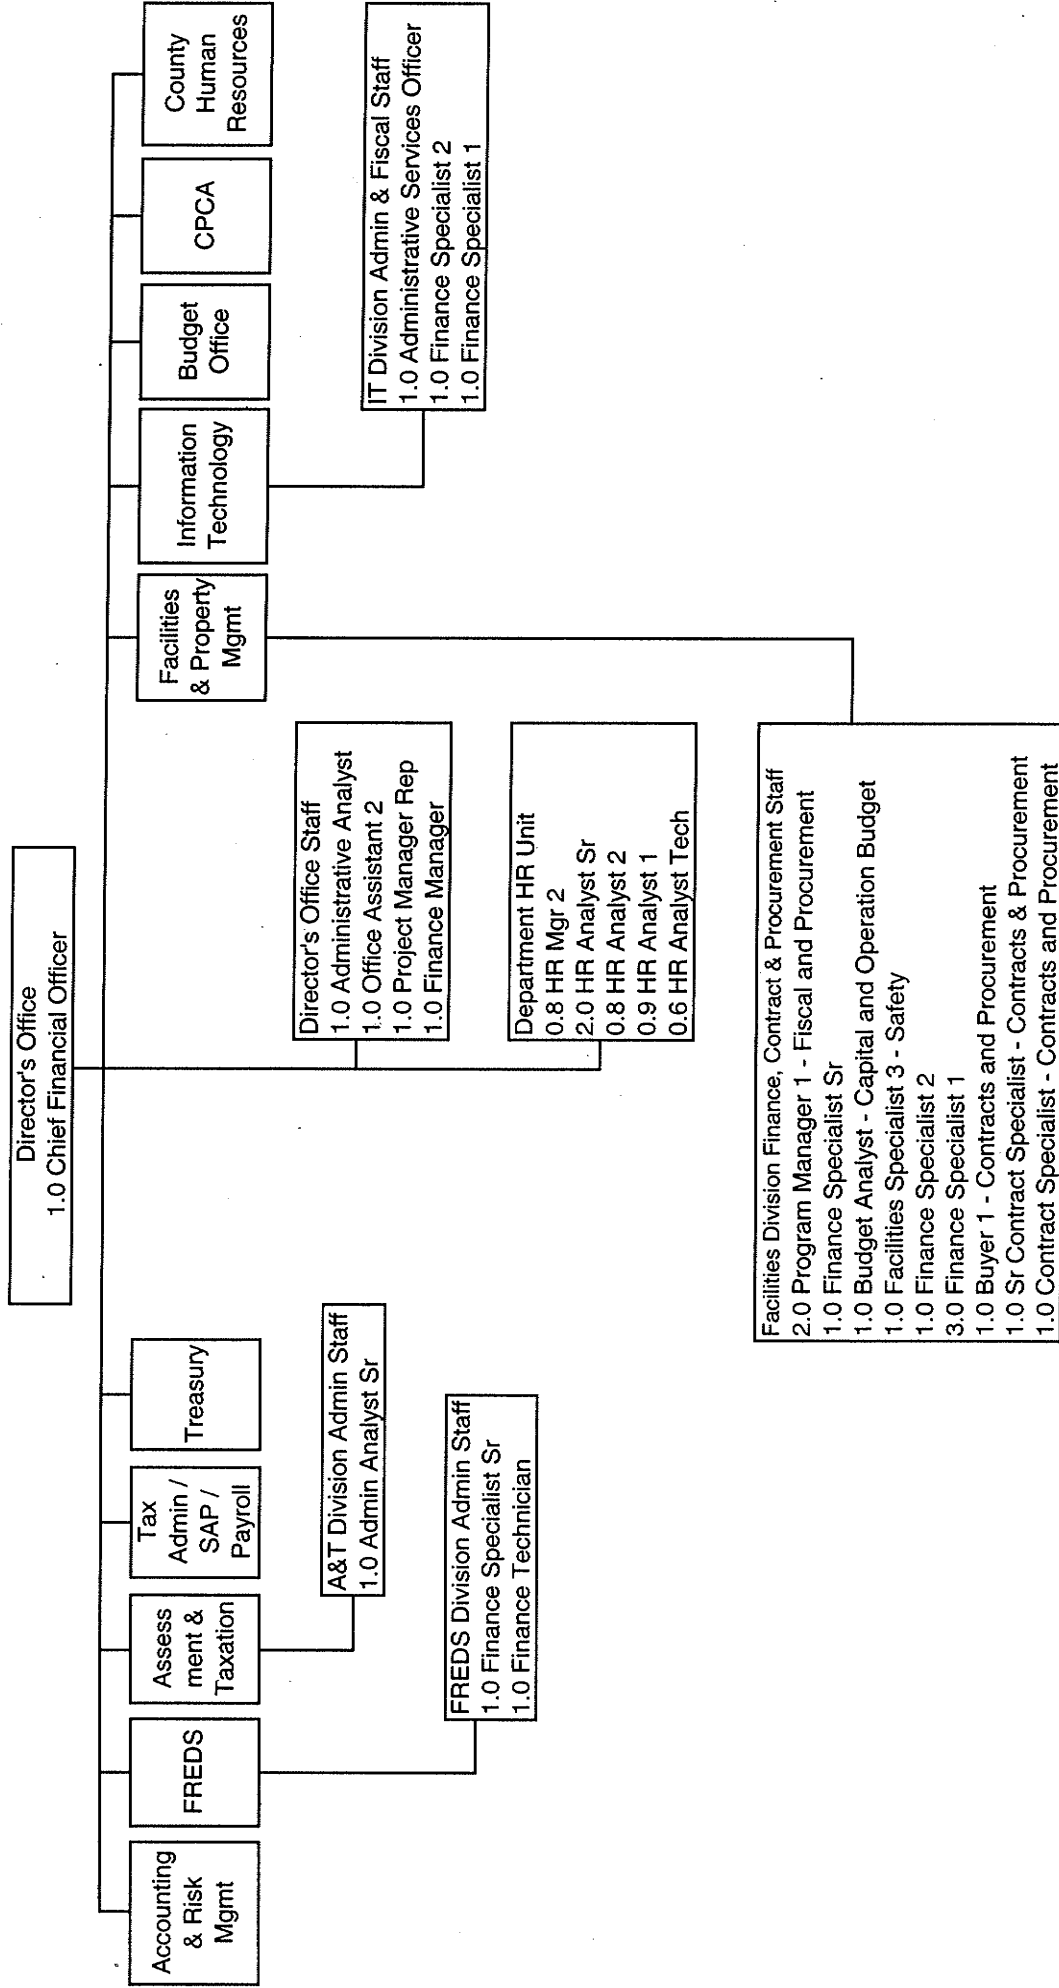 Director's Office
1.0 Chief Financial Officer
Accounting
& Risk
Mgmt
FREDS
Assess
ment &
Taxation
Tax
Admin /
SAP /
Payroll
Treasury
Facilities
& Property
Mgmt
Information
Technology
Budget
Office
CPCA
County
Human
Resources
A&T Division Admin Staff
1.0 Admin Analyst Sr
FREDS Division Admin Staff
1.0 Finance Specialist Sr
1.0 Finance Technician
Director's Office Staff
1.0 Administrative Analyst
1.0 Office Assistant 2
1.0 Project Manager Rep
1.0 Finance Manager
Department HR Unit
0.8 HR Mgr 2
2.0 HR Analyst Sr
0.8 HR Analyst 2
0.9 HR Analyst 1
0.6 HR Analyst Tech
IT Division Admin & Fiscal Staff
1.0 Administrative Services Officer
1.0 Finance Specialist 2
1.0 Finance Specialist 1
Facilities Division Finance, Contract & Procurement Staff
2.0 Program Manager 1 - Fiscal and Procurement
1.0 Finance Specialist Sr
1.0 Budget Analyst - Capital and Operation Budget
1.0 Facilities Specialist 3 - Safety
1.0 Finance Specialist 2
3.0 Finance Specialist 1
1.0 Buyer 1 - Contracts and Procurement
1.0 Sr Contract Specialist - Contracts & Procurement
1.0 Contract Specialist - Contracts and Procurement